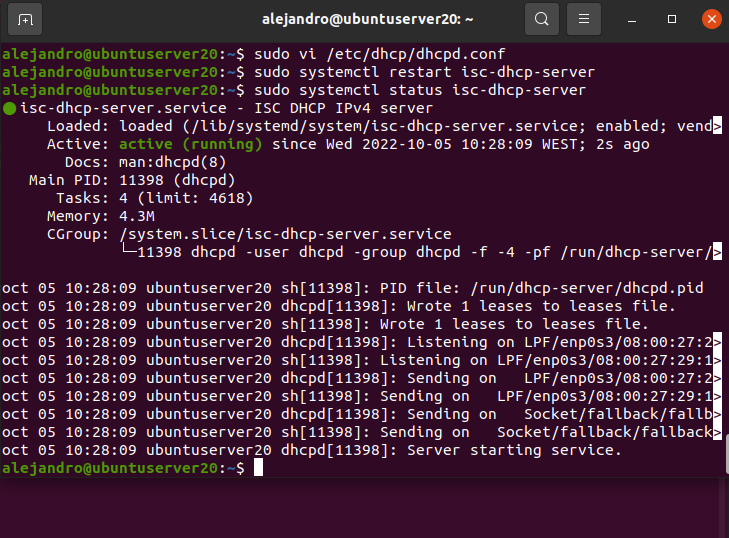 alejandro@ubuntuserver20: ~
alejandro@ubuntuserver20:~$ sudo vi /etc/dhcp/dhcpd.conf
alejandro@ubuntuserver20:~$ sudo systemctl restart isc-dhcp-server
alejandro@ubuntuserver20:~$ sudo systemctl status isc-dhcp-server
● isc-dhcp-server.service - ISC DHCP IPv4 server
     Loaded: loaded (/lib/systemd/system/isc-dhcp-server.service; enabled; vend>
     Active: active (running) since Wed 2022-10-05 10:28:09 WEST; 2s ago
       Docs: man:dhcpd(8)
   Main PID: 11398 (dhcpd)
      Tasks: 4 (limit: 4618)
     Memory: 4.3M
     CGroup: /system.slice/isc-dhcp-server.service
             └─11398 dhcpd -user dhcpd -group dhcpd -f -4 -pf /run/dhcp-server/>
oct 05 10:28:09 ubuntuserver20 sh[11398]: PID file: /run/dhcp-server/dhcpd.pid
oct 05 10:28:09 ubuntuserver20 dhcpd[11398]: Wrote 1 leases to leases file.
oct 05 10:28:09 ubuntuserver20 sh[11398]: Wrote 1 leases to leases file.
oct 05 10:28:09 ubuntuserver20 dhcpd[11398]: Listening on LPF/enp0s3/08:00:27:2>
oct 05 10:28:09 ubuntuserver20 sh[11398]: Listening on LPF/enp0s3/08:00:27:29:1>
oct 05 10:28:09 ubuntuserver20 dhcpd[11398]: Sending on   LPF/enp0s3/08:00:27:2>
oct 05 10:28:09 ubuntuserver20 sh[11398]: Sending on   LPF/enp0s3/08:00:27:29:1>
oct 05 10:28:09 ubuntuserver20 dhcpd[11398]: Sending on   Socket/fallback/fallb>
oct 05 10:28:09 ubuntuserver20 sh[11398]: Sending on   Socket/fallback/fallback>
oct 05 10:28:09 ubuntuserver20 dhcpd[11398]: Server starting service.
alejandro@ubuntuserver20:~$